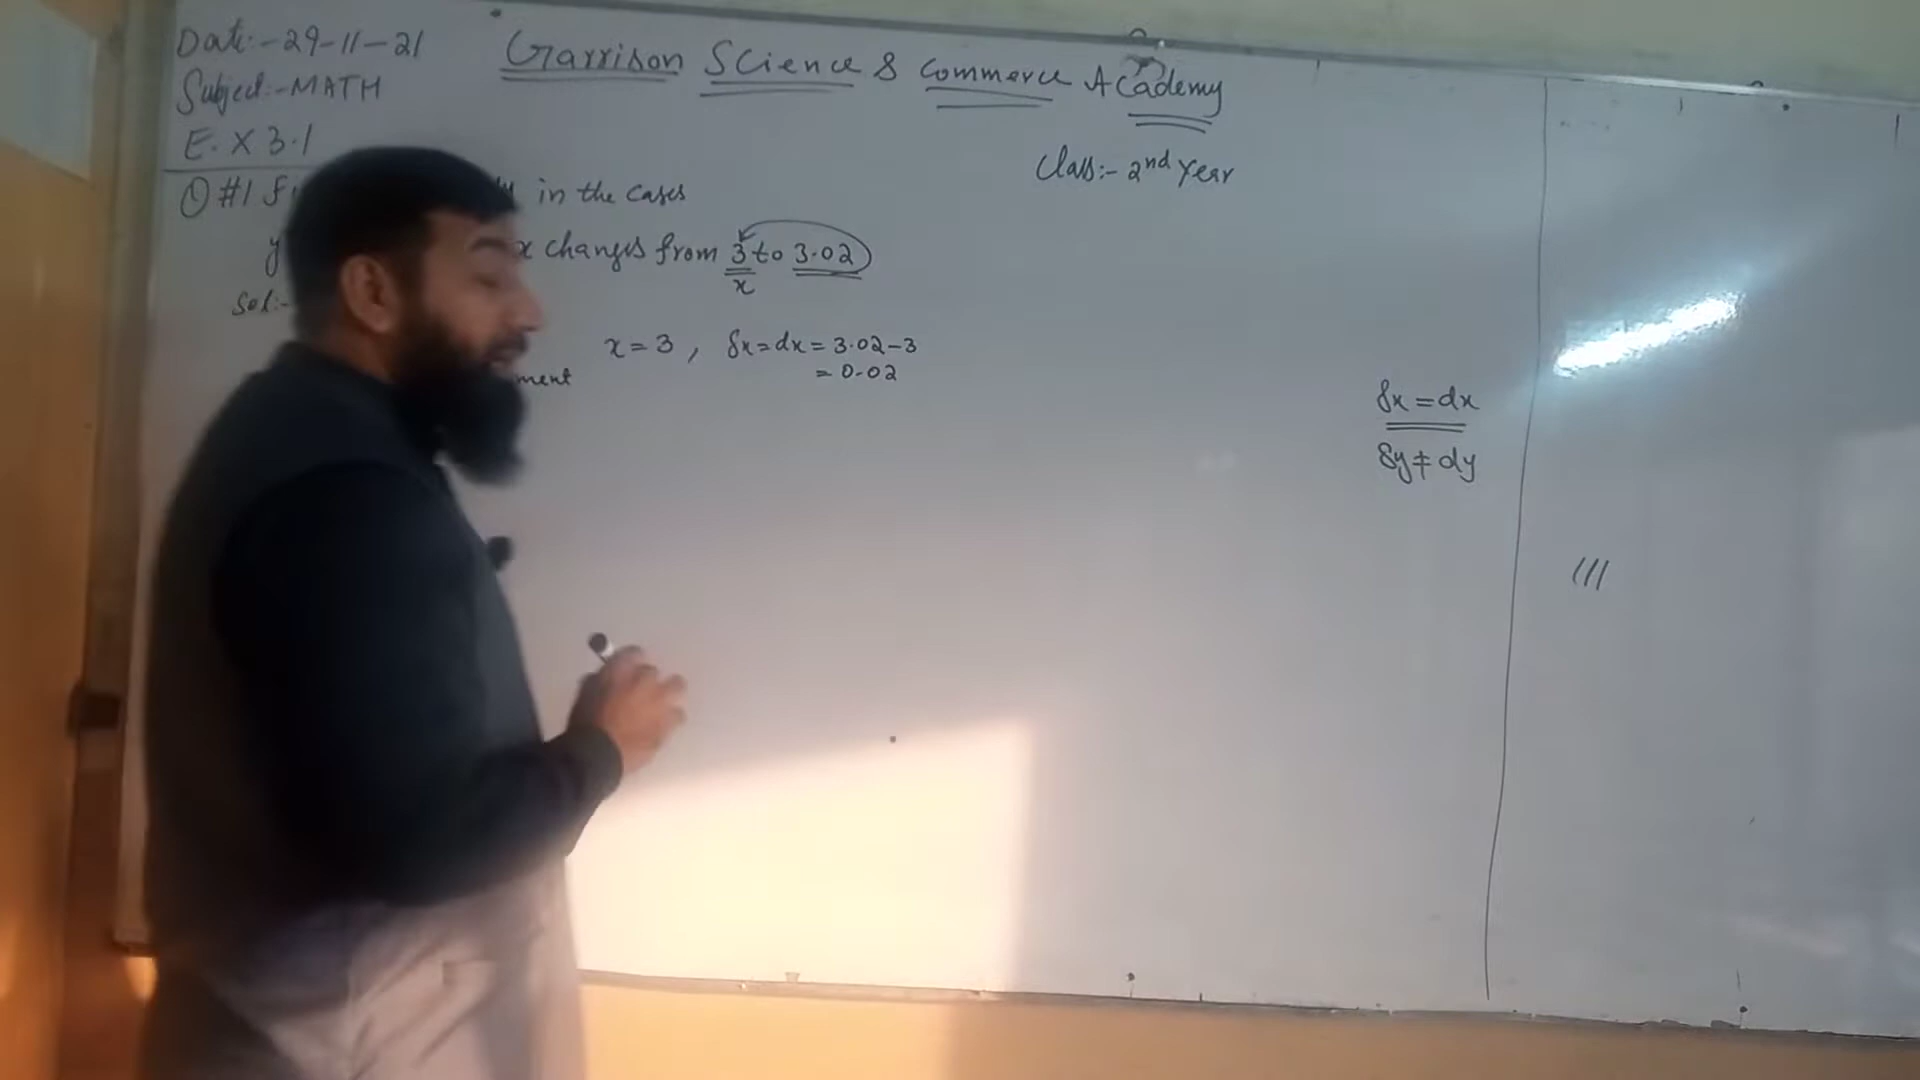 Date:-29-11-21
Subject:-MATH
Garrison Science & Commerce Academy
E.X 3.1
Class:- 2nd Year
Q #1 in the cases
y x changes from 3 to 3.02
x
Sol:-
x=3, δx=dx=3.02-3
=0.02
δx=dx
δy≠dy